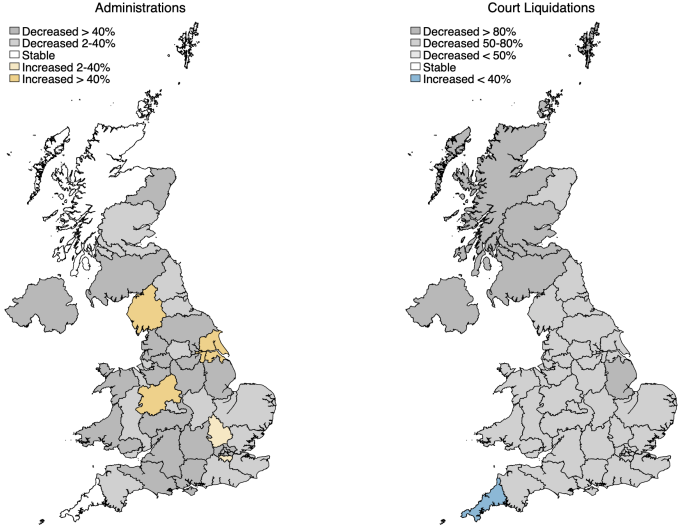 Administrations
Decreased > 40%
Decreased 2-40%
Stable
Increased 2-40%
Increased > 40%
Court Liquidations
Decreased > 80%
Decreased 50-80%
Decreased < 50%
Stable
Increased < 40%